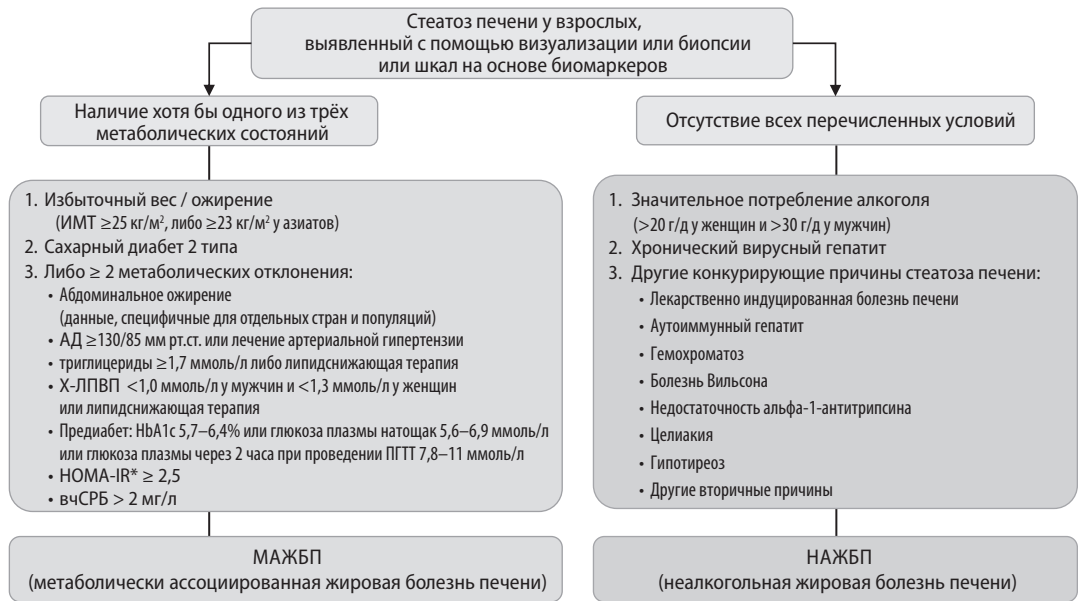 Стеатоз печени у взрослых,
выявленный с помощью визуализации или биопсии
или шкал на основе биомаркеров
Наличие хотя бы одного из трёх
метаболических состояний
1. Избыточный вес / ожирение
(ИМТ ≥25 кг/м², либо ≥23 кг/м² у азиатов)
2. Сахарный диабет 2 типа
3. Либо ≥ 2 метаболических отклонения:
• Абдоминальное ожирение
(данные, специфичные для отдельных стран и популяций)
• АД ≥130/85 мм рт.ст. или лечение артериальной гипертензии
• триглицериды ≥1,7 ммоль/л либо липидснижающая терапия
• Х-ЛПВП <1,0 ммоль/л у мужчин и <1,3 ммоль/л у женщин
или липидснижающая терапия
• Предиабет: HbA1c 5,7–6,4% или глюкоза плазмы натощак 5,6–6,9 ммоль/л
или глюкоза плазмы через 2 часа при проведении ПГТТ 7,8–11 ммоль/л
• HOMA-IR* ≥ 2,5
• вчСРБ > 2 мг/л
МАЖБП
(метаболически ассоциированная жировая болезнь печени)
Отсутствие всех перечисленных условий
1. Значительное потребление алкоголя
(>20 г/д у женщин и >30 г/д у мужчин)
2. Хронический вирусный гепатит
3. Другие конкурирующие причины стеатоза печени:
• Лекарственно индуцированная болезнь печени
• Аутоиммунный гепатит
• Гемохроматоз
• Болезнь Вильсона
• Недостаточность альфа-1-антитрипсина
• Целиакия
• Гипотиреоз
• Другие вторичные причины
НАЖБП
(неалкогольная жировая болезнь печени)